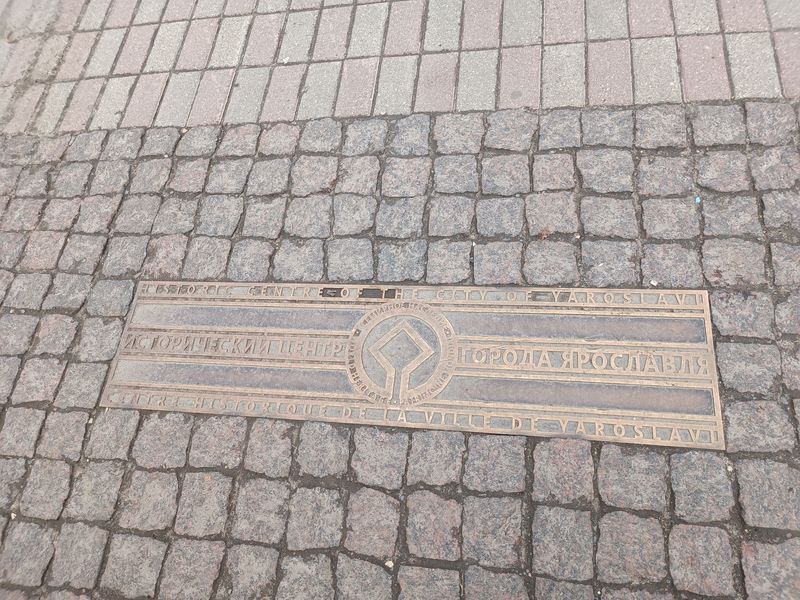 HISTORIC CENTRE OF THE CITY OF YAROSLAVL
ИСТОРИЧЕСКИЙ ЦЕНТР ГОРОДА ЯРОСЛАВЛЯ
CENTRE HISTORIQUE DE LA VILLE DE YAROSLAVL